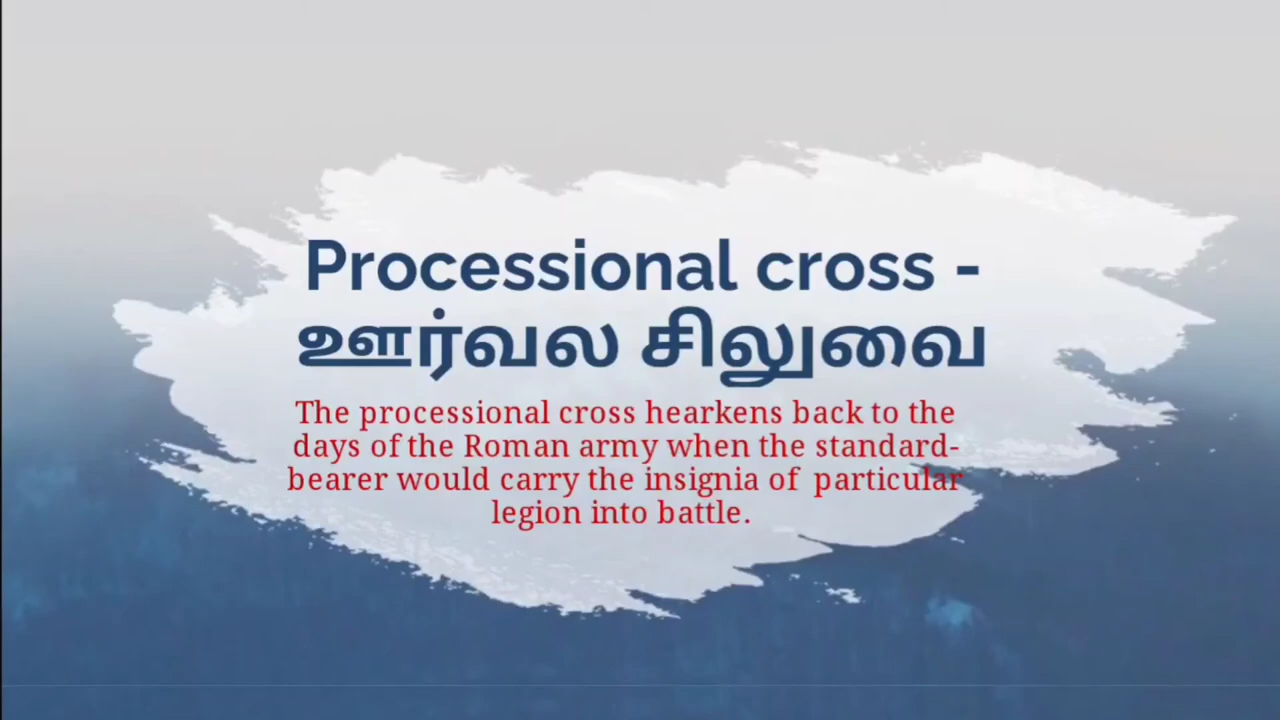 Processional cross -
ஊர்வல சிலுவை
The processional cross hearkens back to the
days of the Roman army when the standard-
bearer would carry the insignia of particular
legion into battle.